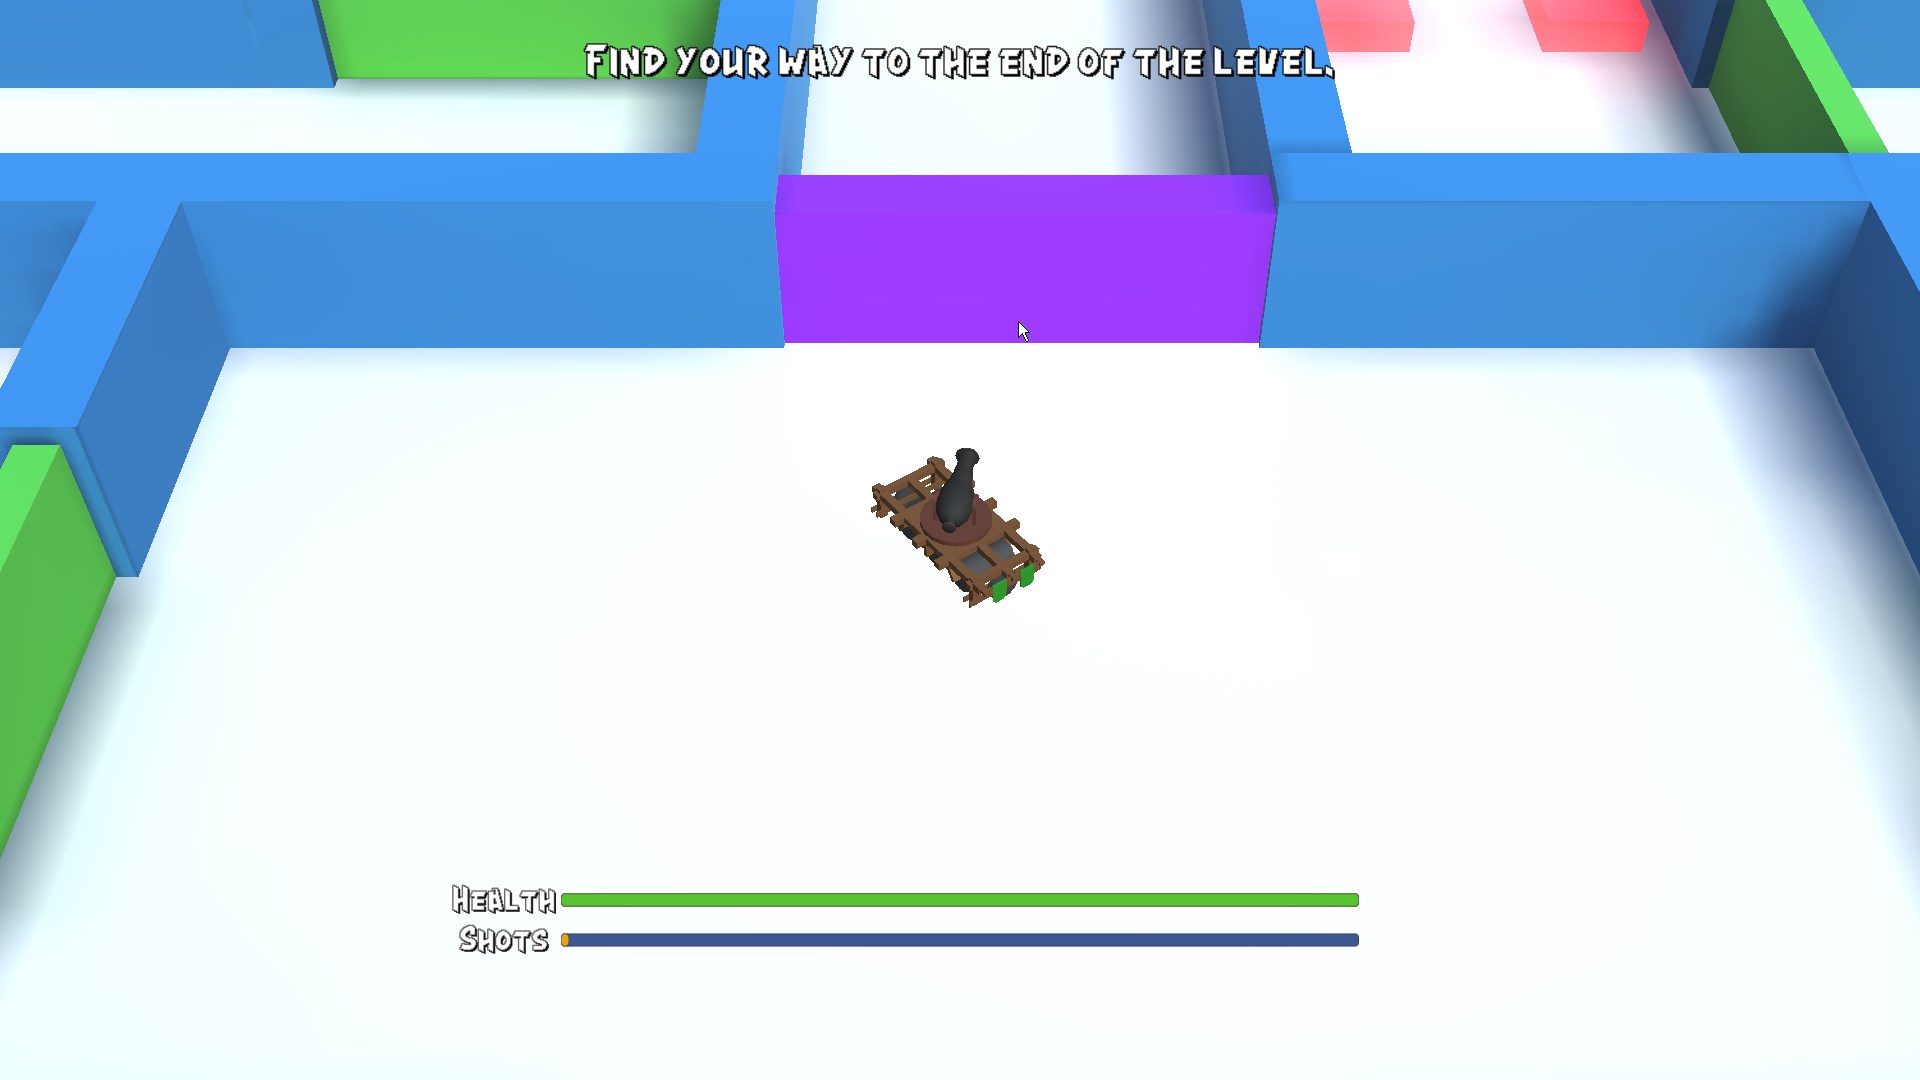 FIND YOUR WAY TO THE END OF THE LEVEL.
HEALTH
SHOTS